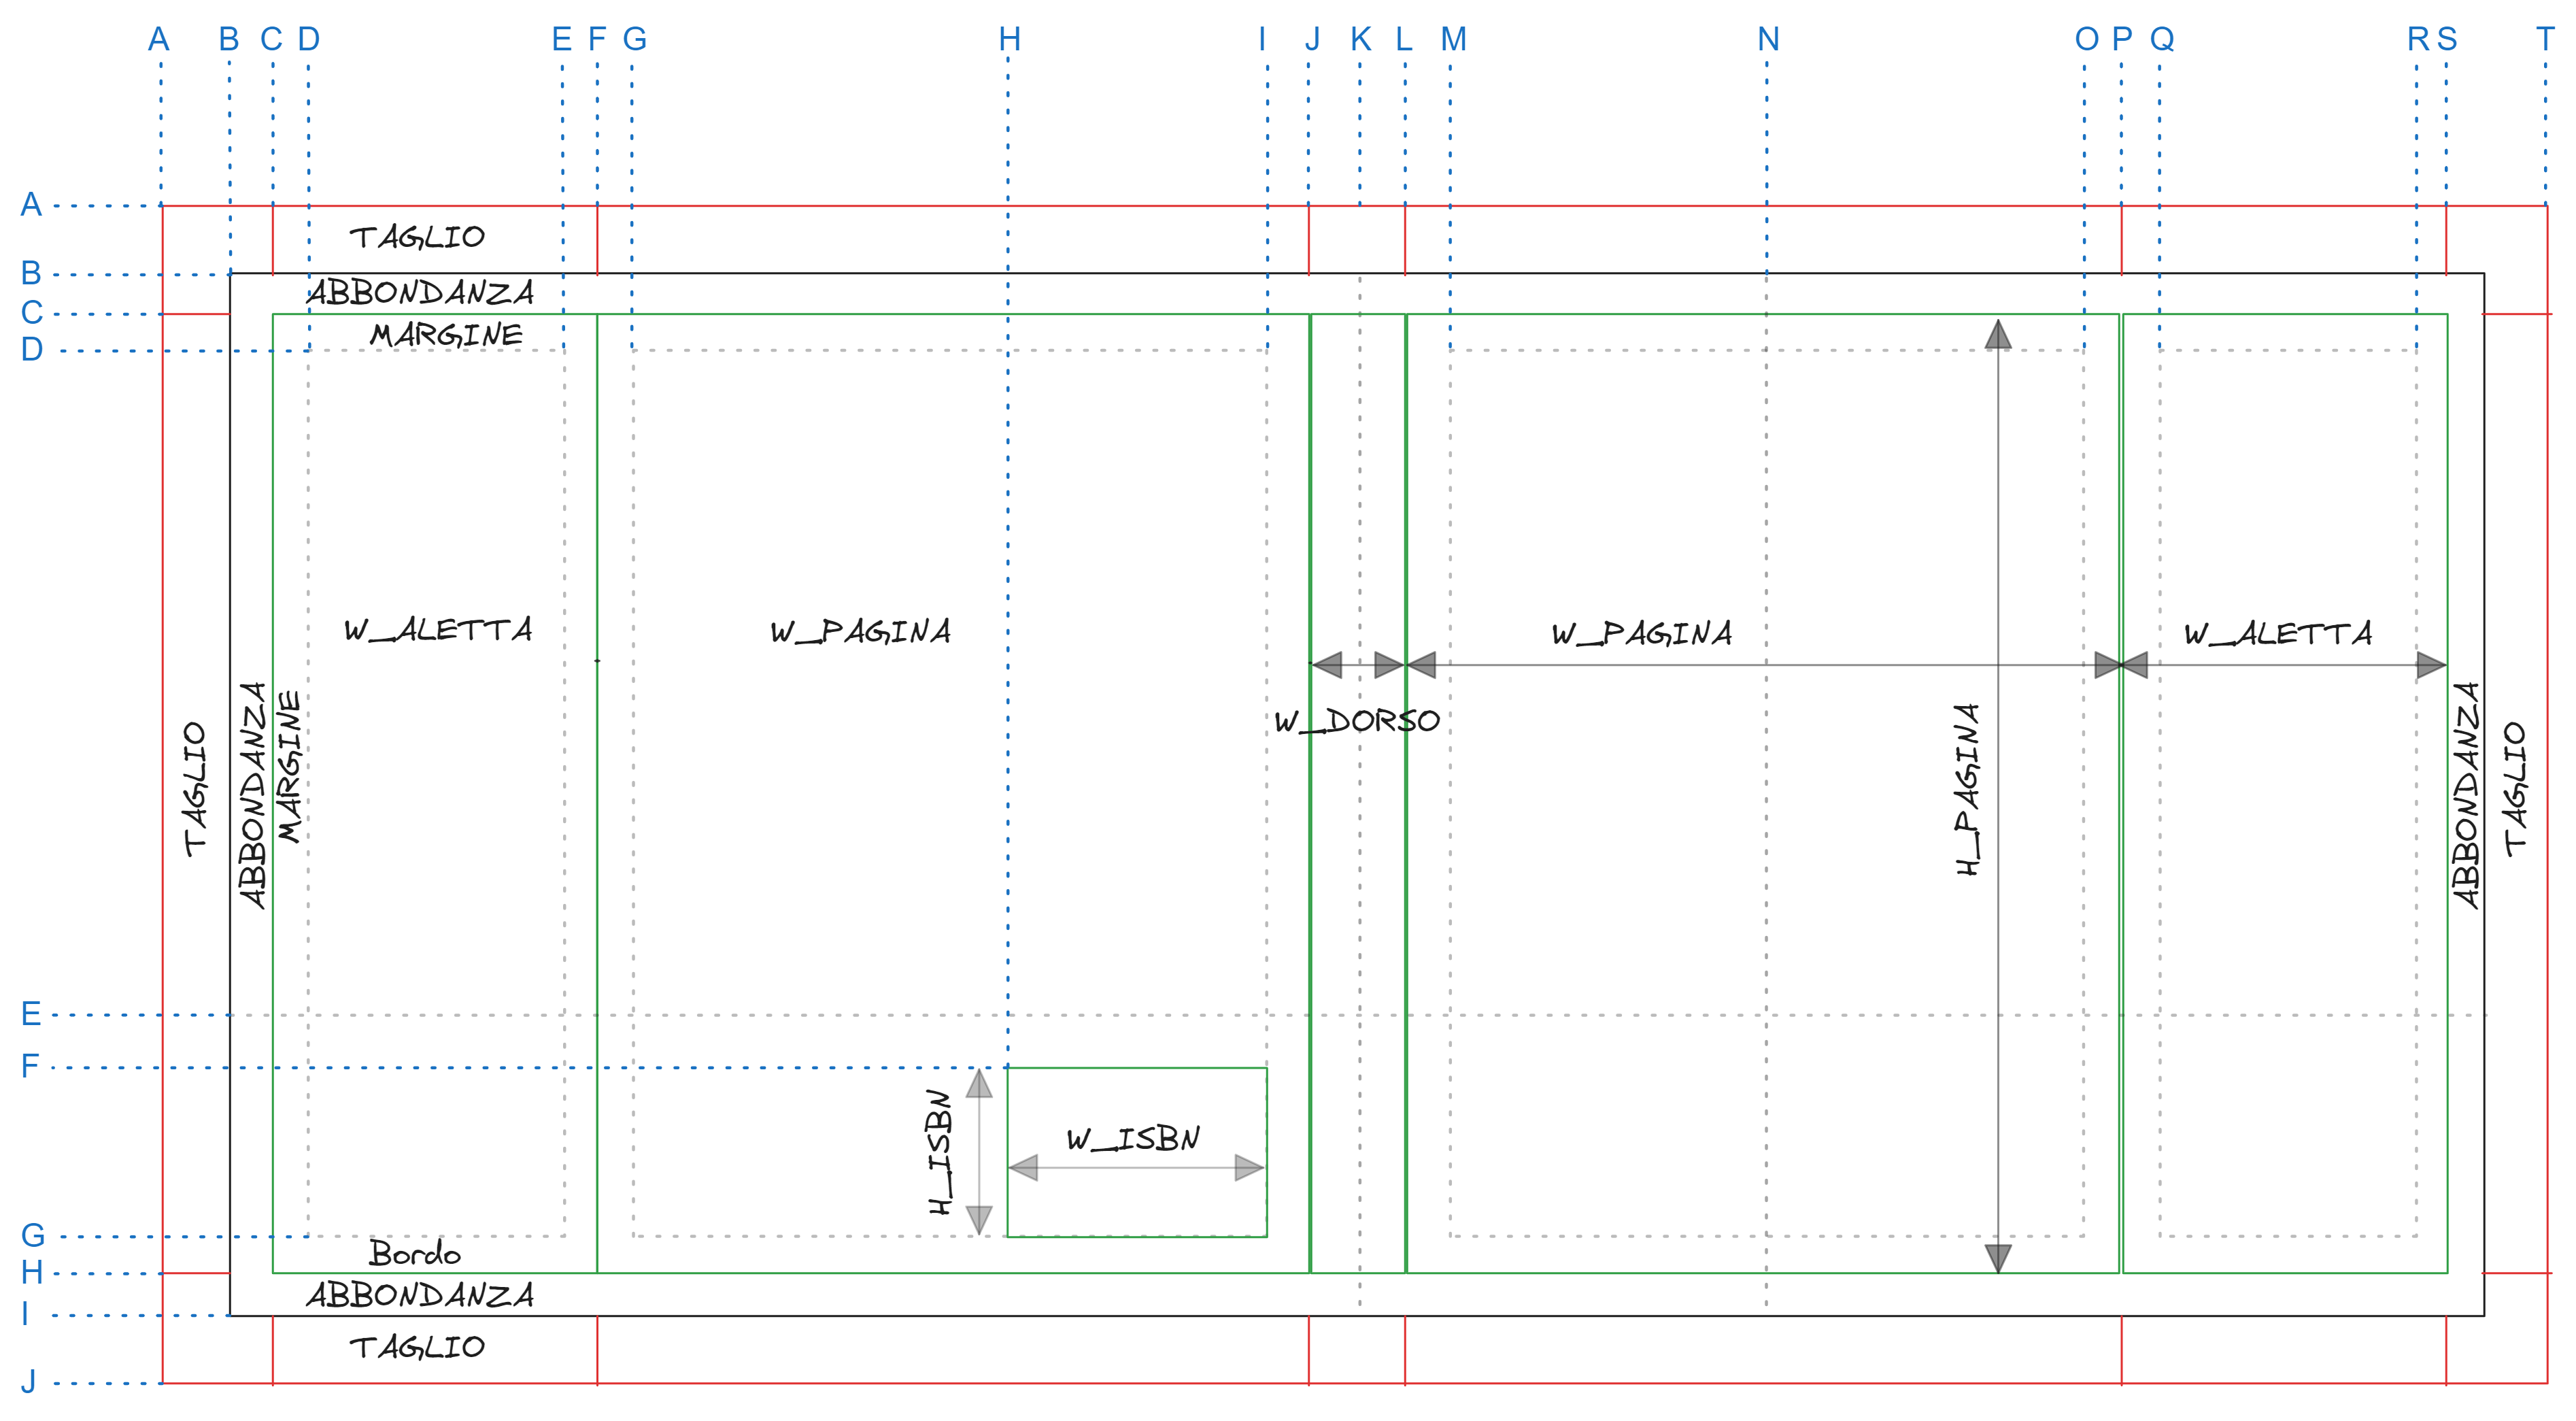 A B C D E F G H I J K L M N O P Q R S T
A
TAGLIO
B
ABBONDANZA
C
MARGINE
D
W_ALETTA
W_PAGINA
W_PAGINA
W_ALETTA
TAGLIO
ABBONDANZA
MARGINE
W_DORSO
H_PAGINA
ABBONDANZA
TAGLIO
E
F
H_ISBN
W_ISBN
G
Bordo
H
ABBONDANZA
I
TAGLIO
J